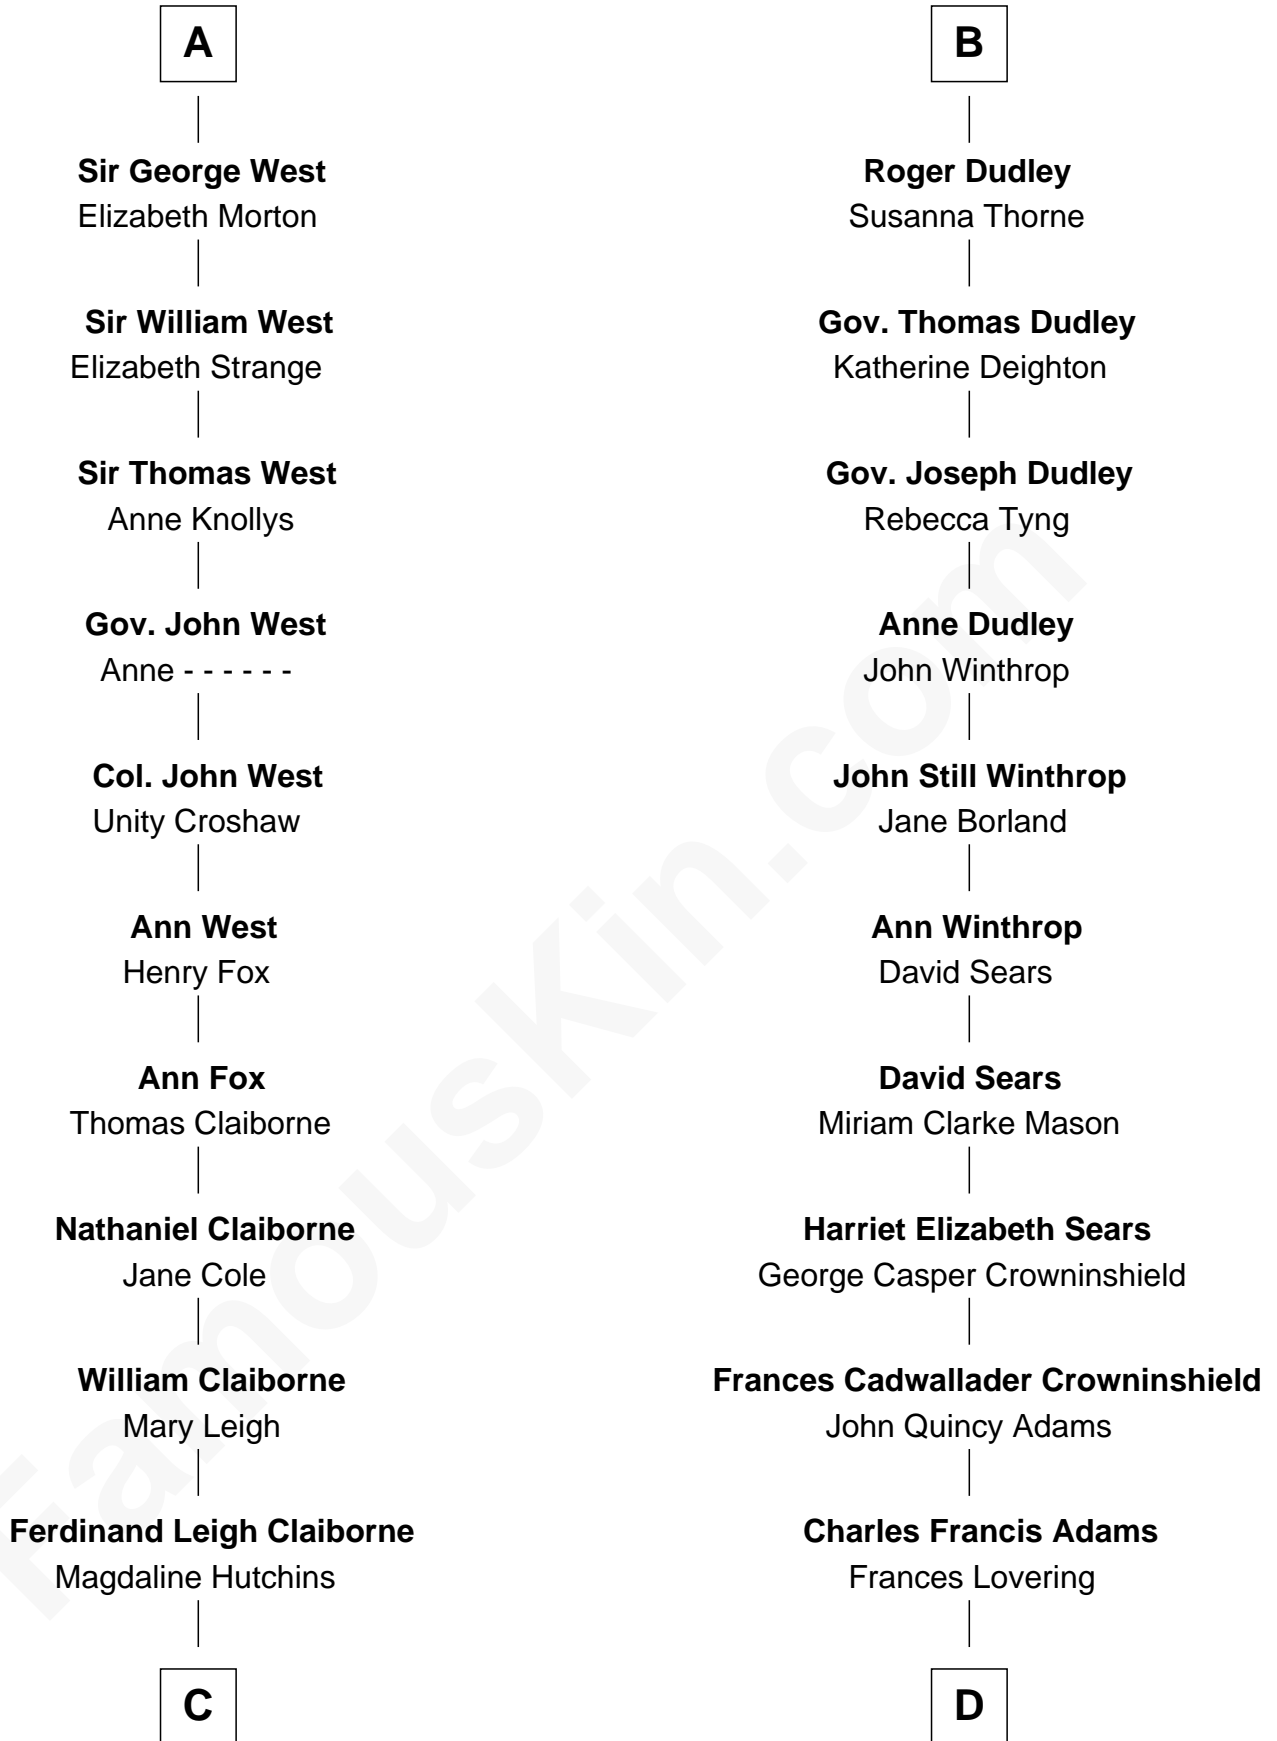 A
Sir George West
Elizabeth Morton
Sir William West
Elizabeth Strange
Sir Thomas West
Anne Knollys
Gov. John West
Anne - - - - - -
Col. John West
Unity Croshaw
Ann West
Henry Fox
Ann Fox
Thomas Claiborne
Nathaniel Claiborne
Jane Cole
William Claiborne
Mary Leigh
Ferdinand Leigh Claiborne
Magdaline Hutchins
C
B
Roger Dudley
Susanna Thorne
Gov. Thomas Dudley
Katherine Deighton
Gov. Joseph Dudley
Rebecca Tyng
Anne Dudley
John Winthrop
John Still Winthrop
Jane Borland
Ann Winthrop
David Sears
David Sears
Miriam Clarke Mason
Harriet Elizabeth Sears
George Casper Crowninshield
Frances Cadwallader Crowninshield
John Quincy Adams
Charles Francis Adams
Frances Lovering
D
FamousKin.com